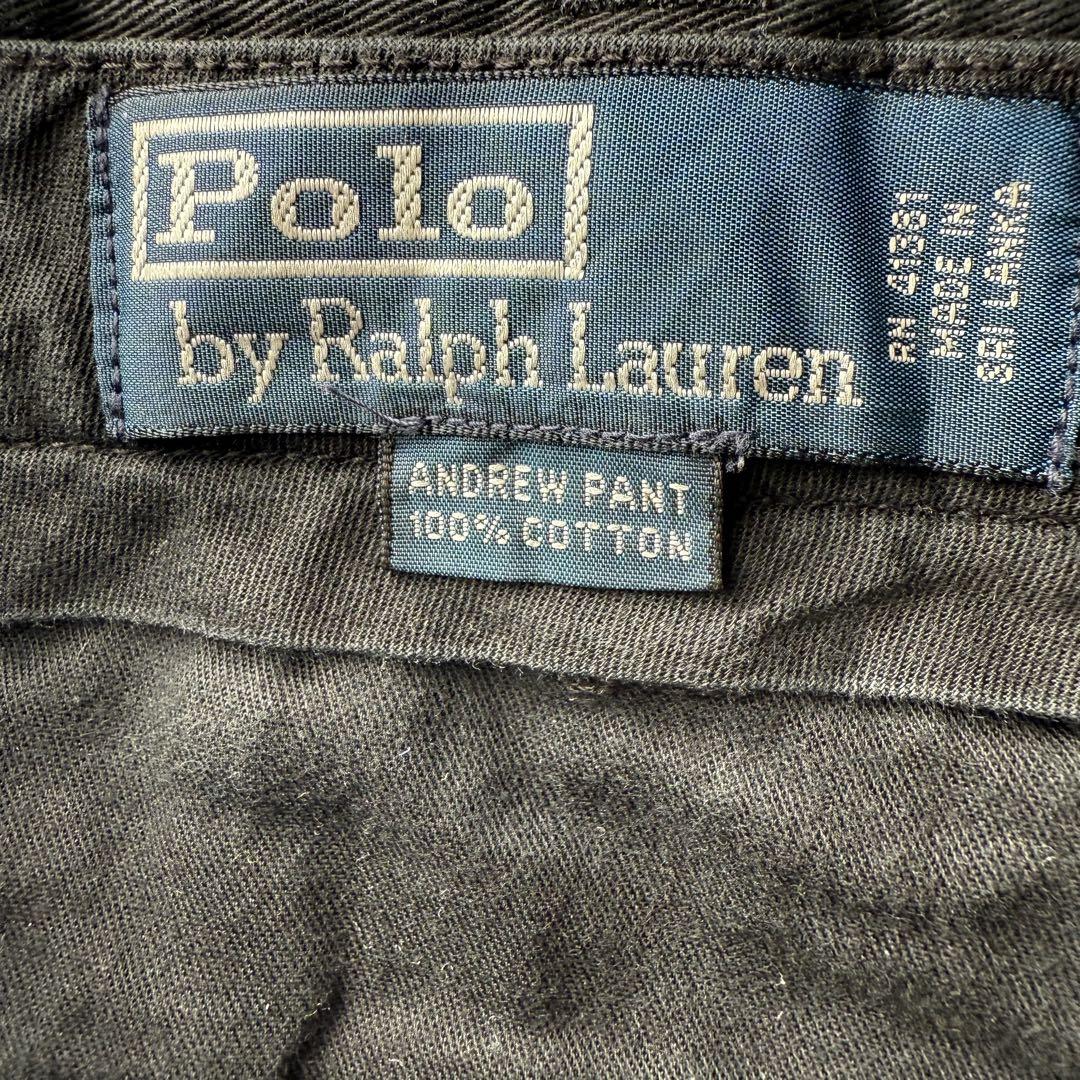 Polo
by Ralph Lauren
RN 41381
MADE IN
SRI LANKA
ANDREW PANT
100% COTTON